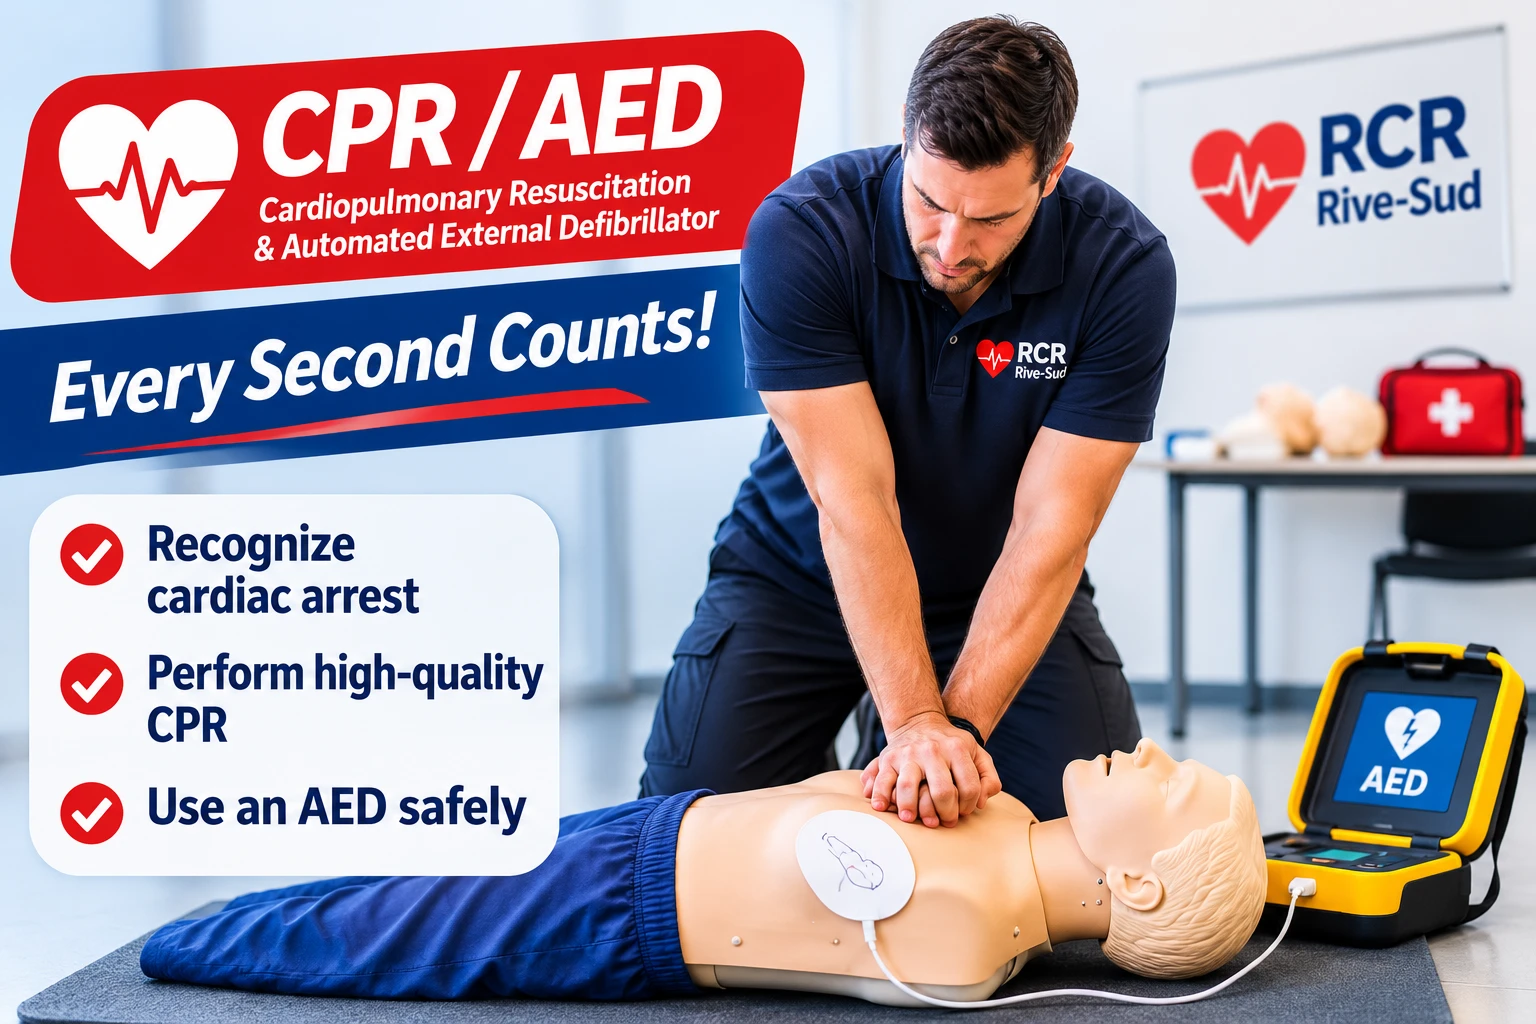 CPR / AED
Cardiopulmonary Resuscitation
& Automated External Defibrillator
Every Second Counts!
Recognize
cardiac arrest
Perform high-quality
CPR
Use an AED safely
RCR
Rive-Sud
RCR
Rive-Sud
AED